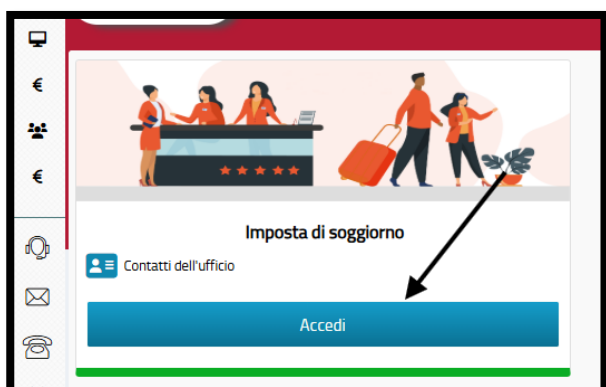 €
€
Imposta di soggiorno
Contatti dell'ufficio
Accedi